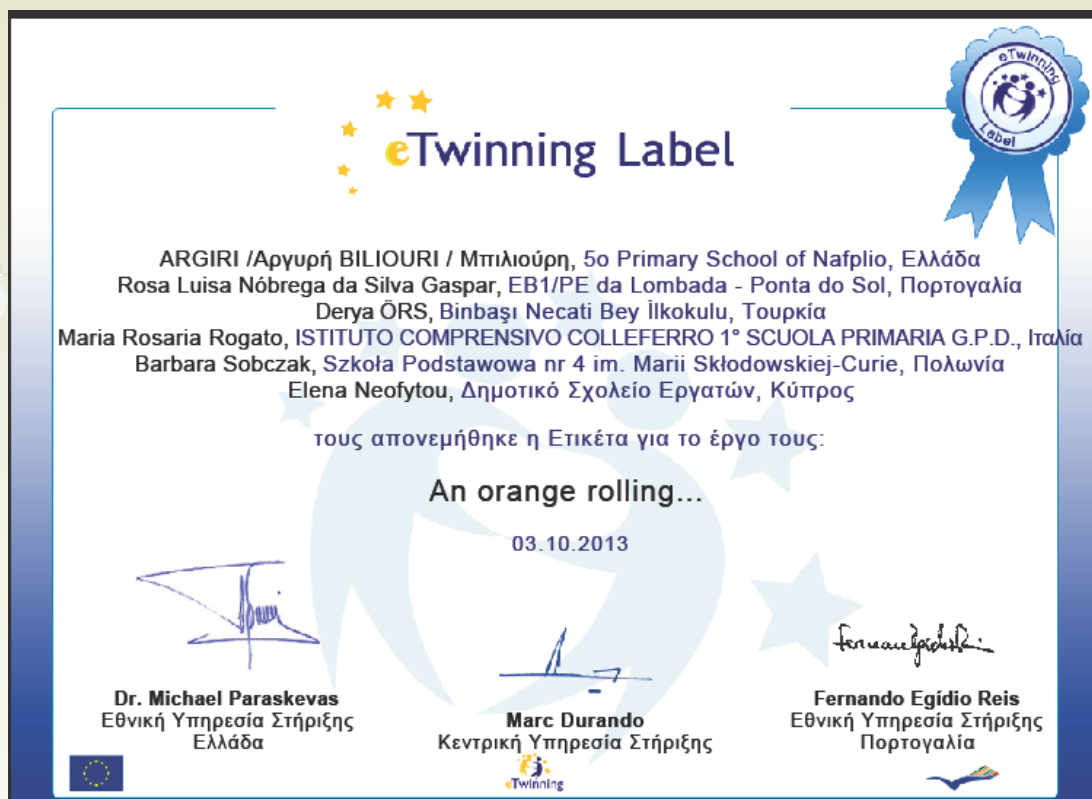 eTwinning
Label
eTwinning Label
ARGIRI /Αργυρή BILIOURI / Μπιλιούρη, 5ο Primary School of Nafplio, Ελλάδα
Rosa Luisa Nóbrega da Silva Gaspar, EB1/PE da Lombada - Ponta do Sol, Πορτογαλία
Derya ÖRS, Binbaşı Necati Bey İlkokulu, Τουρκία
Maria Rosaria Rogato, ISTITUTO COMPRENSIVO COLLEFERRO 1° SCUOLA PRIMARIA G.P.D., Ιταλία
Barbara Sobczak, Szkoła Podstawowa nr 4 im. Marii Skłodowskiej-Curie, Πολωνία
Elena Neofytou, Δημοτικό Σχολείο Εργατών, Κύπρος
τους απονεμήθηκε η Ετικέτα για το έργο τους:
An orange rolling...
03.10.2013
Dr. Michael Paraskevas
Εθνική Υπηρεσία Στήριξης
Ελλάδα
Marc Durando
Κεντρική Υπηρεσία Στήριξης
eTwinning
Fernando Egídio Reis
Εθνική Υπηρεσία Στήριξης
Πορτογαλία